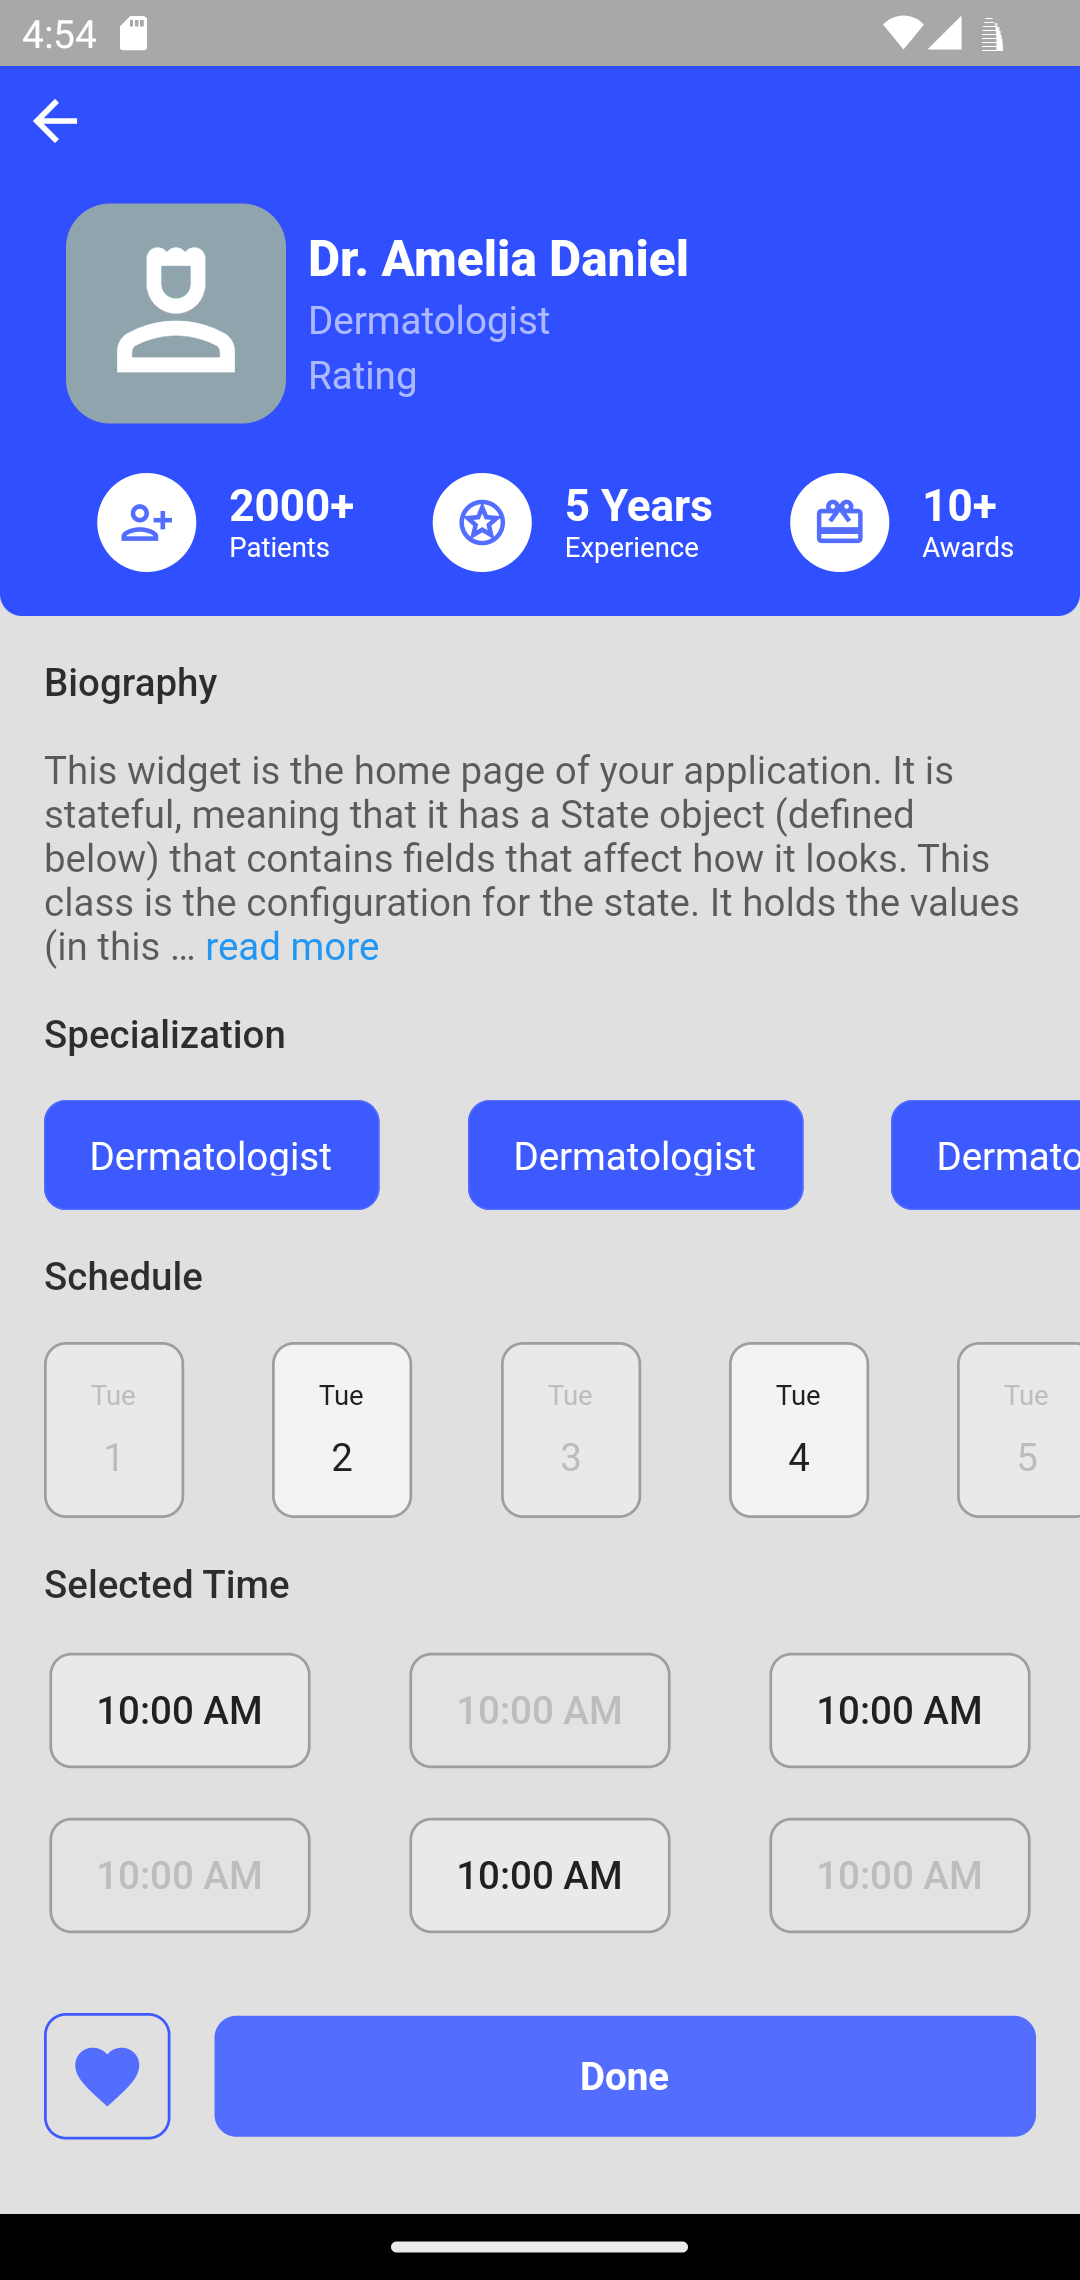 4:54
Dr. Amelia Daniel
Dermatologist
Rating
2000+ 5 Years 10+
Patients Experience Awards
Biography
This widget is the home page of your application. It is
stateful, meaning that it has a State object (defined
below) that contains fields that affect how it looks. This
class is the configuration for the state. It holds the values
(in this ... read more
Specialization
Dermatologist Dermatologist Dermato
Schedule
Tue Tue Tue Tue Tue
1 2 3 4 5
Selected Time
10:00 AM 10:00 AM 10:00 AM
10:00 AM 10:00 AM 10:00 AM
Done